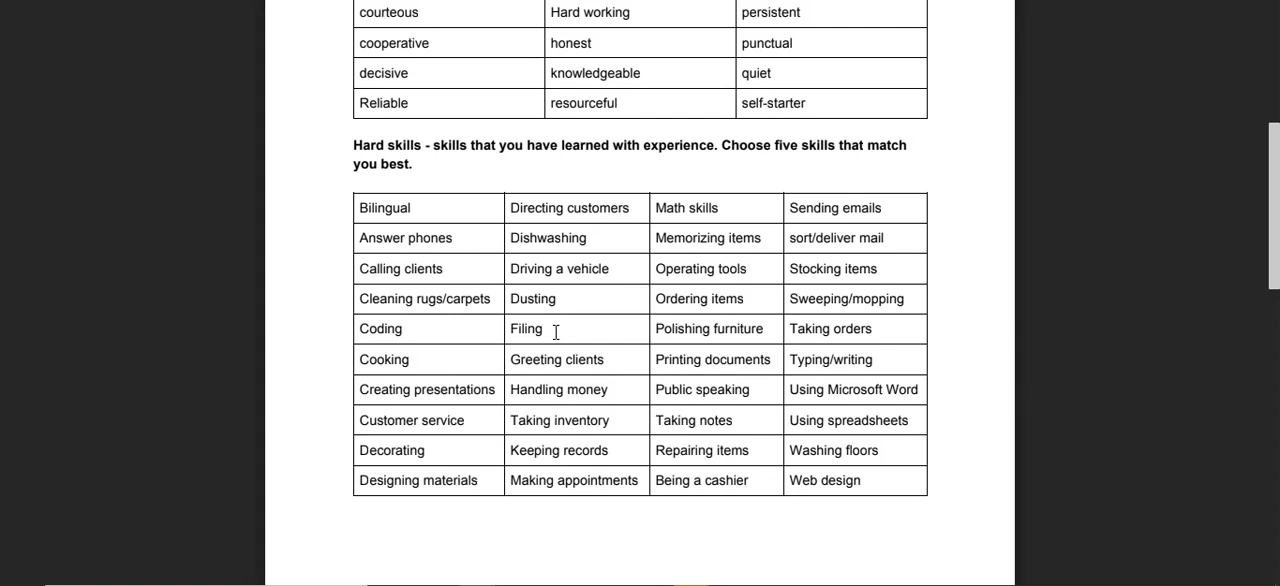 courteous Hard working persistent
cooperative honest punctual
decisive knowledgeable quiet
Reliable resourceful self-starter
Hard skills - skills that you have learned with experience. Choose five skills that match
you best.
Bilingual Directing customers Math skills Sending emails
Answer phones Dishwashing Memorizing items sort/deliver mail
Calling clients Driving a vehicle Operating tools Stocking items
Cleaning rugs/carpets Dusting Ordering items Sweeping/mopping
Coding Filing Polishing furniture Taking orders
Cooking Greeting clients Printing documents Typing/writing
Creating presentations Handling money Public speaking Using Microsoft Word
Customer service Taking inventory Taking notes Using spreadsheets
Decorating Keeping records Repairing items Washing floors
Designing materials Making appointments Being a cashier Web design